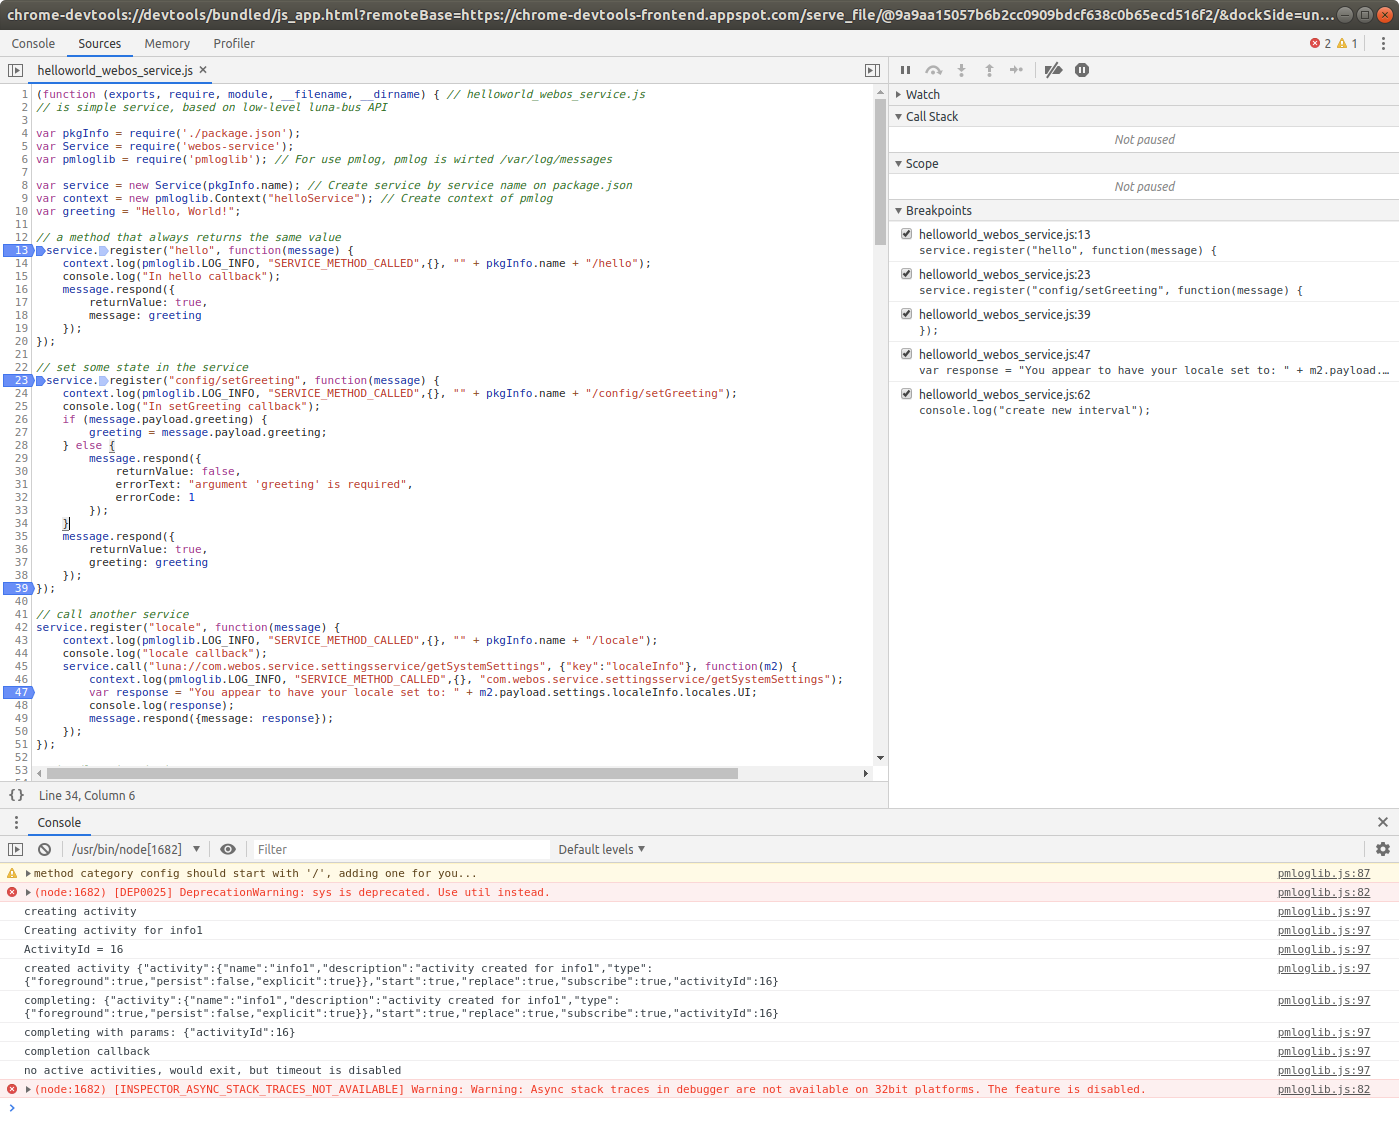 chrome-devtools://devtools/bundled/js_app.html?remoteBase=https://chrome-devtools-frontend.appspot.com/serve_file/@9a9aa15057b6b2cc0909bdcf638c0b65ecd516f2/&dockSide=un...
Console Sources Memory Profiler 2 1
helloworld_webos_service.js ×
1 (function (exports, require, module, __filename, __dirname) { // helloworld_webos_service.js
2 // is simple service, based on low-level luna-bus API
3
4 var pkgInfo = require('./package.json');
5 var Service = require('webos-service');
6 var pmloglib = require('pmloglib'); // For use pmlog, pmlog is wirted /var/log/messages
7
8 var service = new Service(pkgInfo.name); // Create service by service name on package.json
9 var context = new pmloglib.Context("helloService"); // Create context of pmlog
10 var greeting = "Hello, World!";
11
12 // a method that always returns the same value
13 service.register("hello", function(message) {
14 context.log(pmloglib.LOG_INFO, "SERVICE_METHOD_CALLED",{}, "" + pkgInfo.name + "/hello");
15 console.log("In hello callback");
16 message.respond({
17 returnValue: true,
18 message: greeting
19 });
20 });
21
22 // set some state in the service
23 service.register("config/setGreeting", function(message) {
24 context.log(pmloglib.LOG_INFO, "SERVICE_METHOD_CALLED",{}, "" + pkgInfo.name + "/config/setGreeting");
25 console.log("In setGreeting callback");
26 if (message.payload.greeting) {
27 greeting = message.payload.greeting;
28 } else {
29 message.respond({
30 returnValue: false,
31 errorText: "argument 'greeting' is required",
32 errorCode: 1
33 });
34 }
35 message.respond({
36 returnValue: true,
37 greeting: greeting
38 });
39 });
40
41 // call another service
42 service.register("locale", function(message) {
43 context.log(pmloglib.LOG_INFO, "SERVICE_METHOD_CALLED",{}, "" + pkgInfo.name + "/locale");
44 console.log("locale callback");
45 service.call("luna://com.webos.service.settingsservice/getSystemSettings", {"key":"localeInfo"}, function(m2) {
46 context.log(pmloglib.LOG_INFO, "SERVICE_METHOD_CALLED",{}, "com.webos.service.settingsservice/getSystemSettings");
47 var response = "You appear to have your locale set to: " + m2.payload.settings.localeInfo.locales.UI;
48 console.log(response);
49 message.respond({message: response});
50 });
51 });
52
53
{} Line 34, Column 6
Watch
Call Stack
Not paused
Scope
Not paused
Breakpoints
helloworld_webos_service.js:13
service.register("hello", function(message) {
helloworld_webos_service.js:23
service.register("config/setGreeting", function(message) {
helloworld_webos_service.js:39
});
helloworld_webos_service.js:47
var response = "You appear to have your locale set to: " + m2.payload.…
helloworld_webos_service.js:62
console.log("create new interval");
Console ×
/usr/bin/node[1682] Filter Default levels
method category config should start with '/', adding one for you... pmloglib.js:87
(node:1682) [DEP0025] DeprecationWarning: sys is deprecated. Use util instead. pmloglib.js:82
creating activity pmloglib.js:97
Creating activity for info1 pmloglib.js:97
ActivityId = 16 pmloglib.js:97
created activity {"activity":{"name":"info1","description":"activity created for info1","type": pmloglib.js:97
{"foreground":true,"persist":false,"explicit":true}},"start":true,"replace":true,"subscribe":true,"activityId":16}
completing: {"activity":{"name":"info1","description":"activity created for info1","type": pmloglib.js:97
{"foreground":true,"persist":false,"explicit":true}},"start":true,"replace":true,"subscribe":true,"activityId":16}
completing with params: {"activityId":16} pmloglib.js:97
completion callback pmloglib.js:97
no active activities, would exit, but timeout is disabled pmloglib.js:97
(node:1682) [INSPECTOR_ASYNC_STACK_TRACES_NOT_AVAILABLE] Warning: Warning: Async stack traces in debugger are not available on 32bit platforms. The feature is disabled. pmloglib.js:82